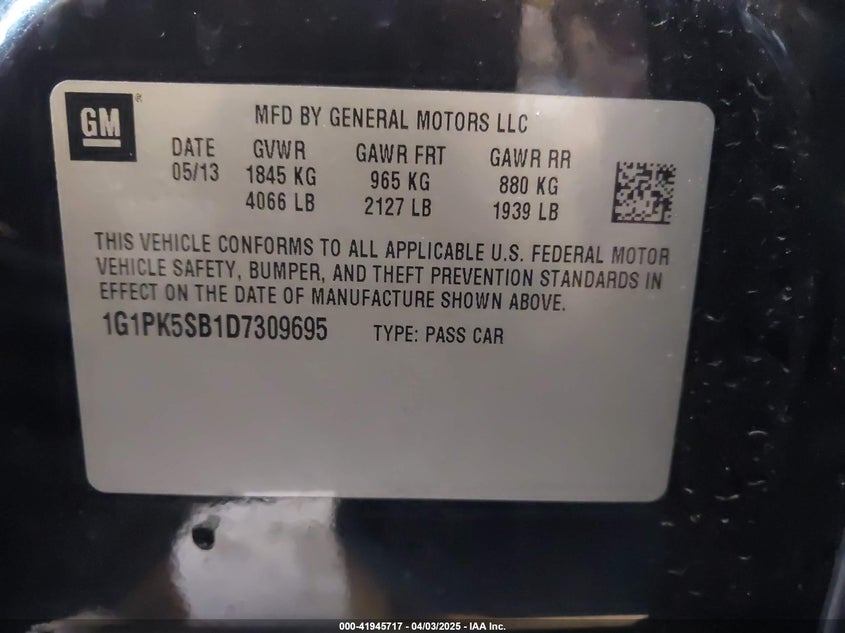 GM ®
MFD BY GENERAL MOTORS LLC
DATE GVWR GAWR FRT GAWR RR
05/13 1845 KG 965 KG 880 KG
4066 LB 2127 LB 1939 LB
THIS VEHICLE CONFORMS TO ALL APPLICABLE U.S. FEDERAL MOTOR
VEHICLE SAFETY, BUMPER, AND THEFT PREVENTION STANDARDS IN
EFFECT ON THE DATE OF MANUFACTURE SHOWN ABOVE.
1G1PK5SB1D7309695 TYPE: PASS CAR
000-41945717 - 04/03/2025 - IAA Inc.